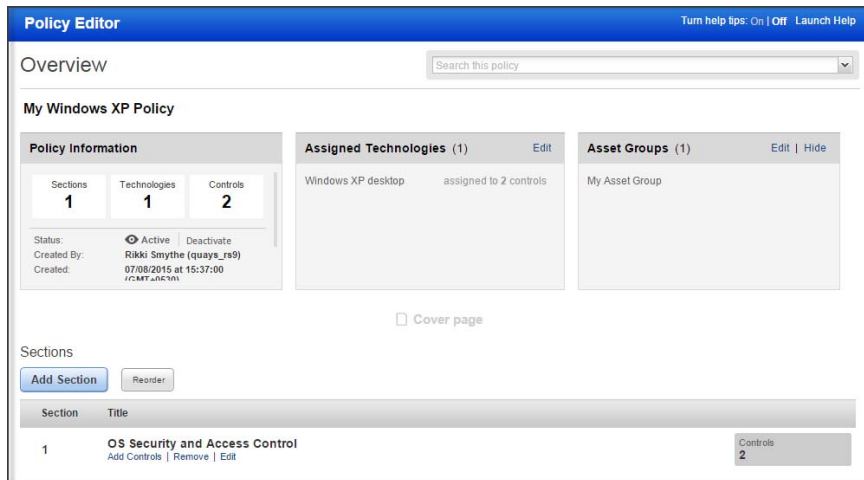 Policy Editor
Turn help tips: On | Off Launch Help
Overview
Search this policy
My Windows XP Policy
Policy Information
Sections
1
Technologies
1
Controls
2
Status: Active | Deactivate
Created By: Rikki Smythe (quays_rs9)
Created: 07/08/2015 at 15:37:00
(GMT+0530)
Assigned Technologies (1) Edit
Windows XP desktop assigned to 2 controls
Asset Groups (1) Edit | Hide
My Asset Group
Cover page
Sections
Add Section Reorder
Section Title
1 OS Security and Access Control
Add Controls | Remove | Edit
Controls
2